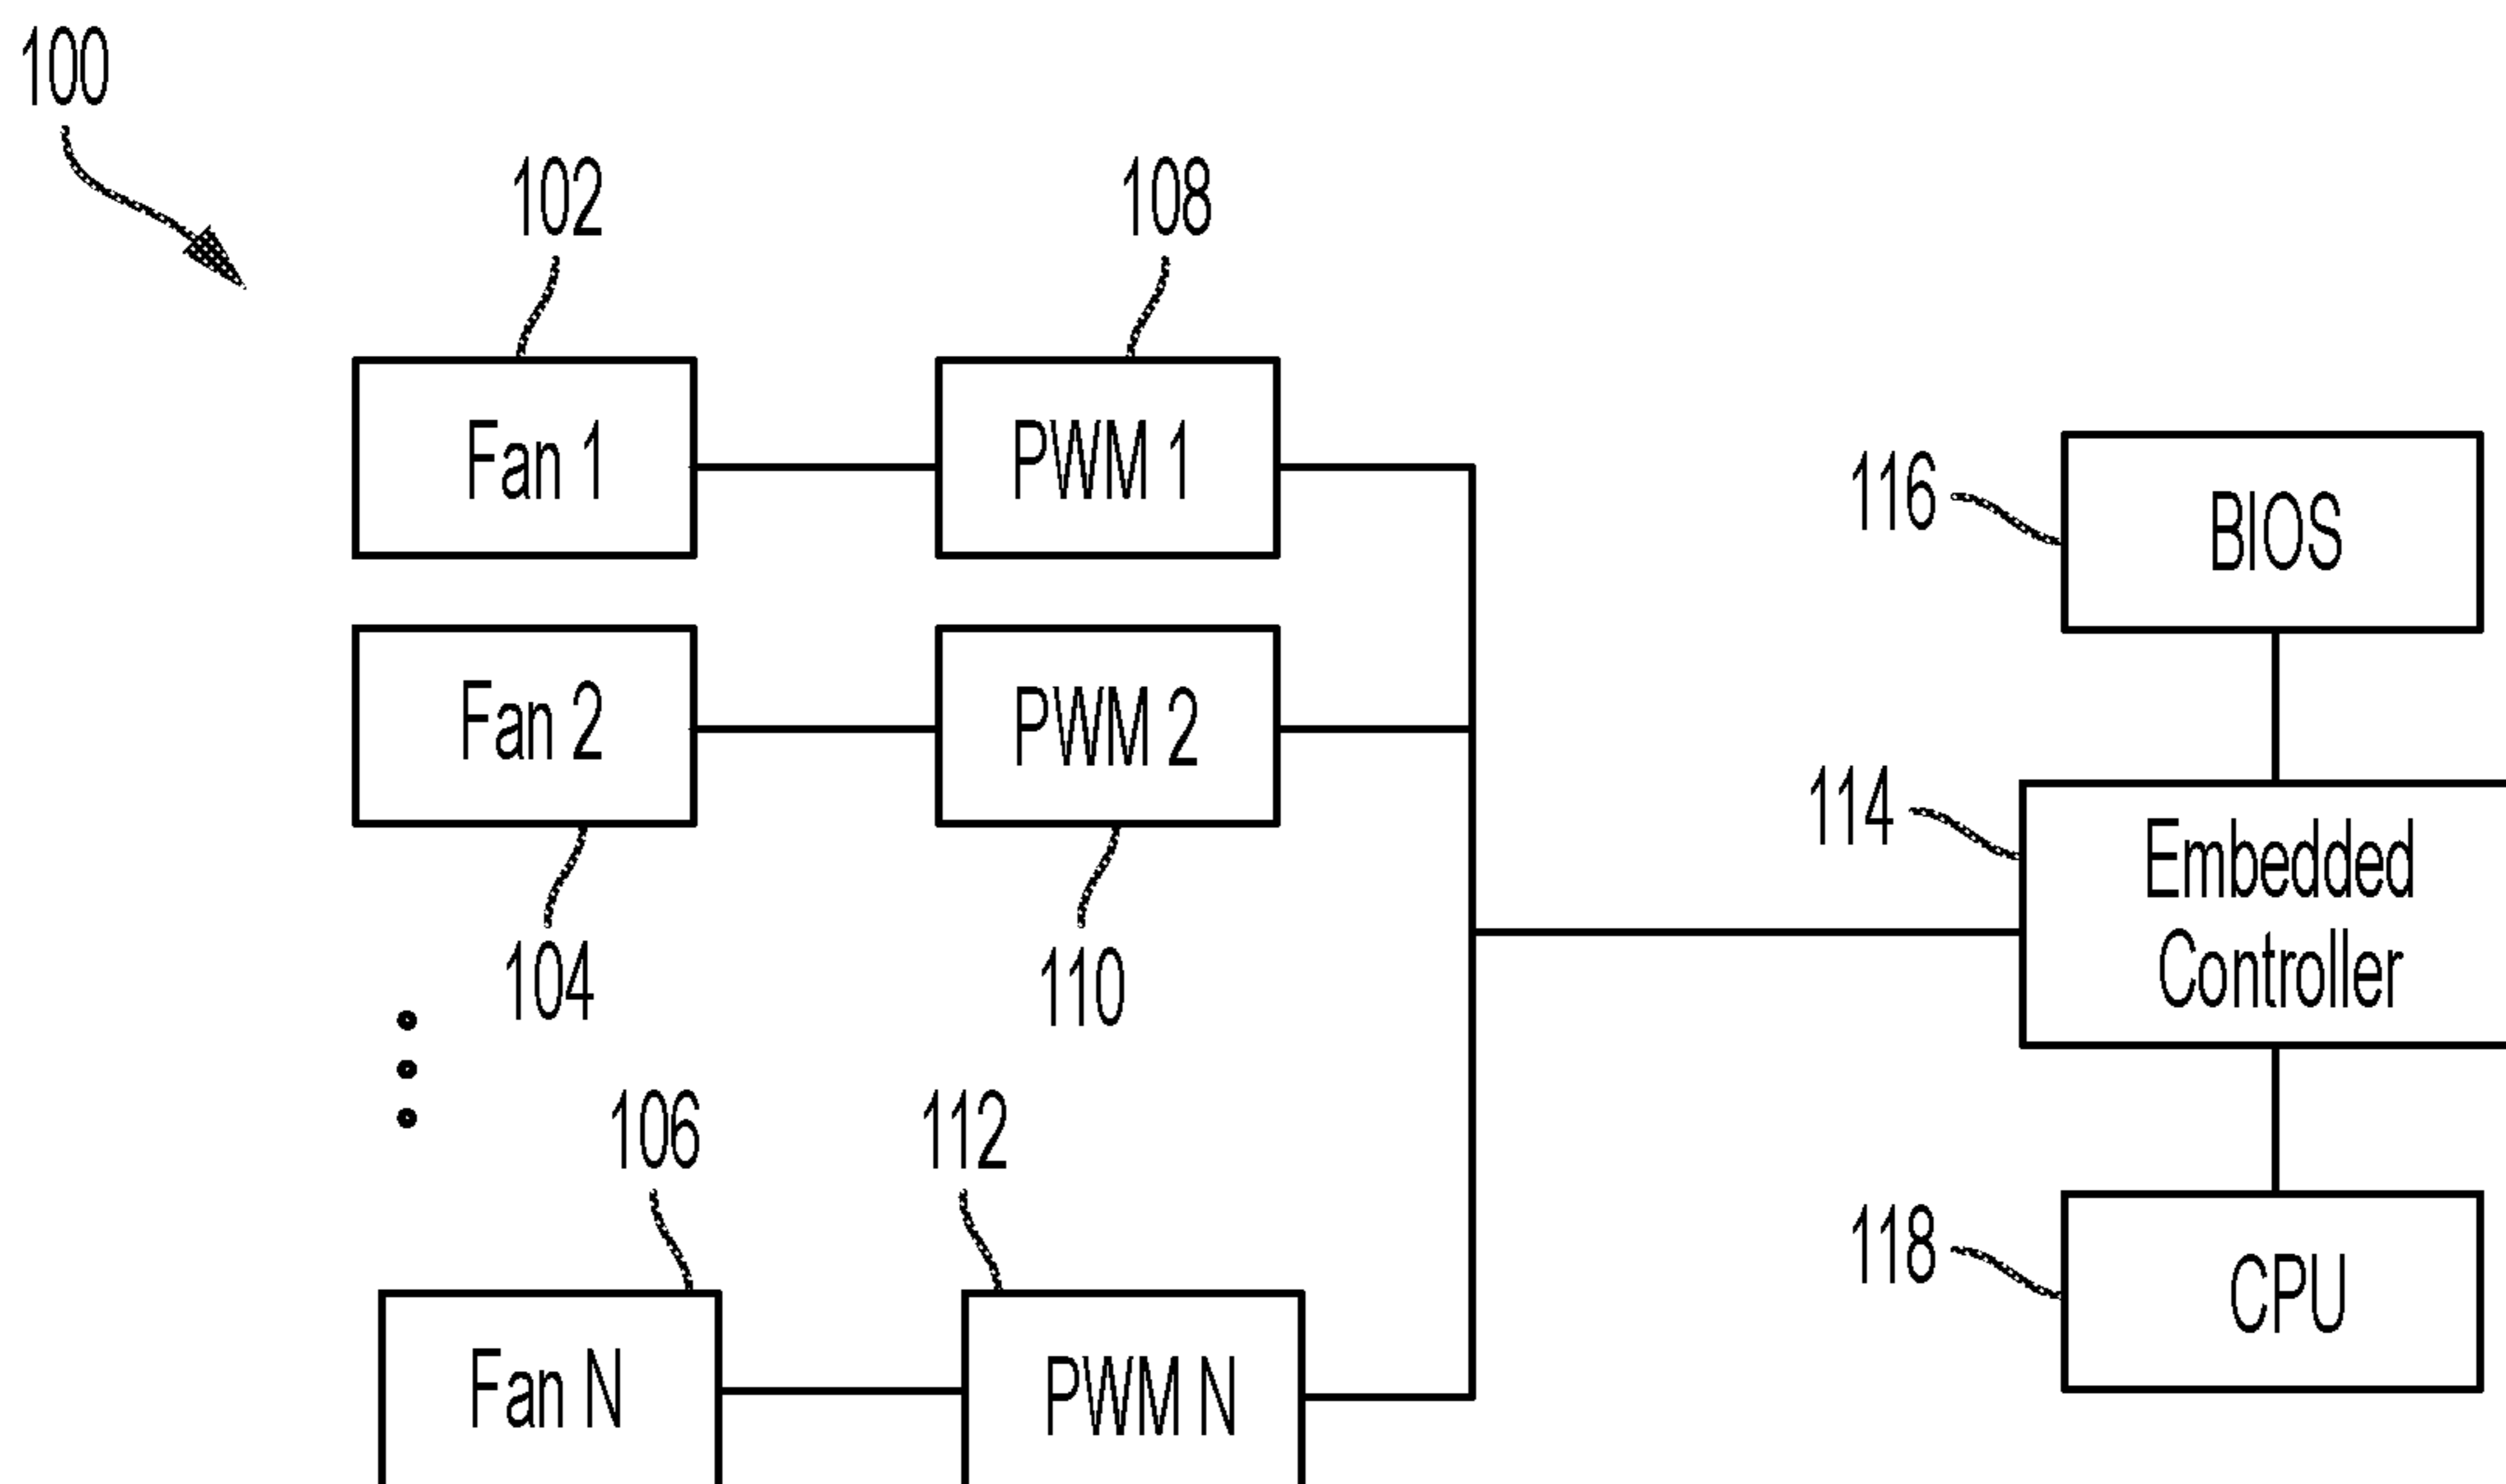 100
102
108
Fan 1
PWM 1
116
BIOS
Fan 2
PWM 2
114
Embedded
Controller
104
110
106
112
118
CPU
Fan N
PWM N